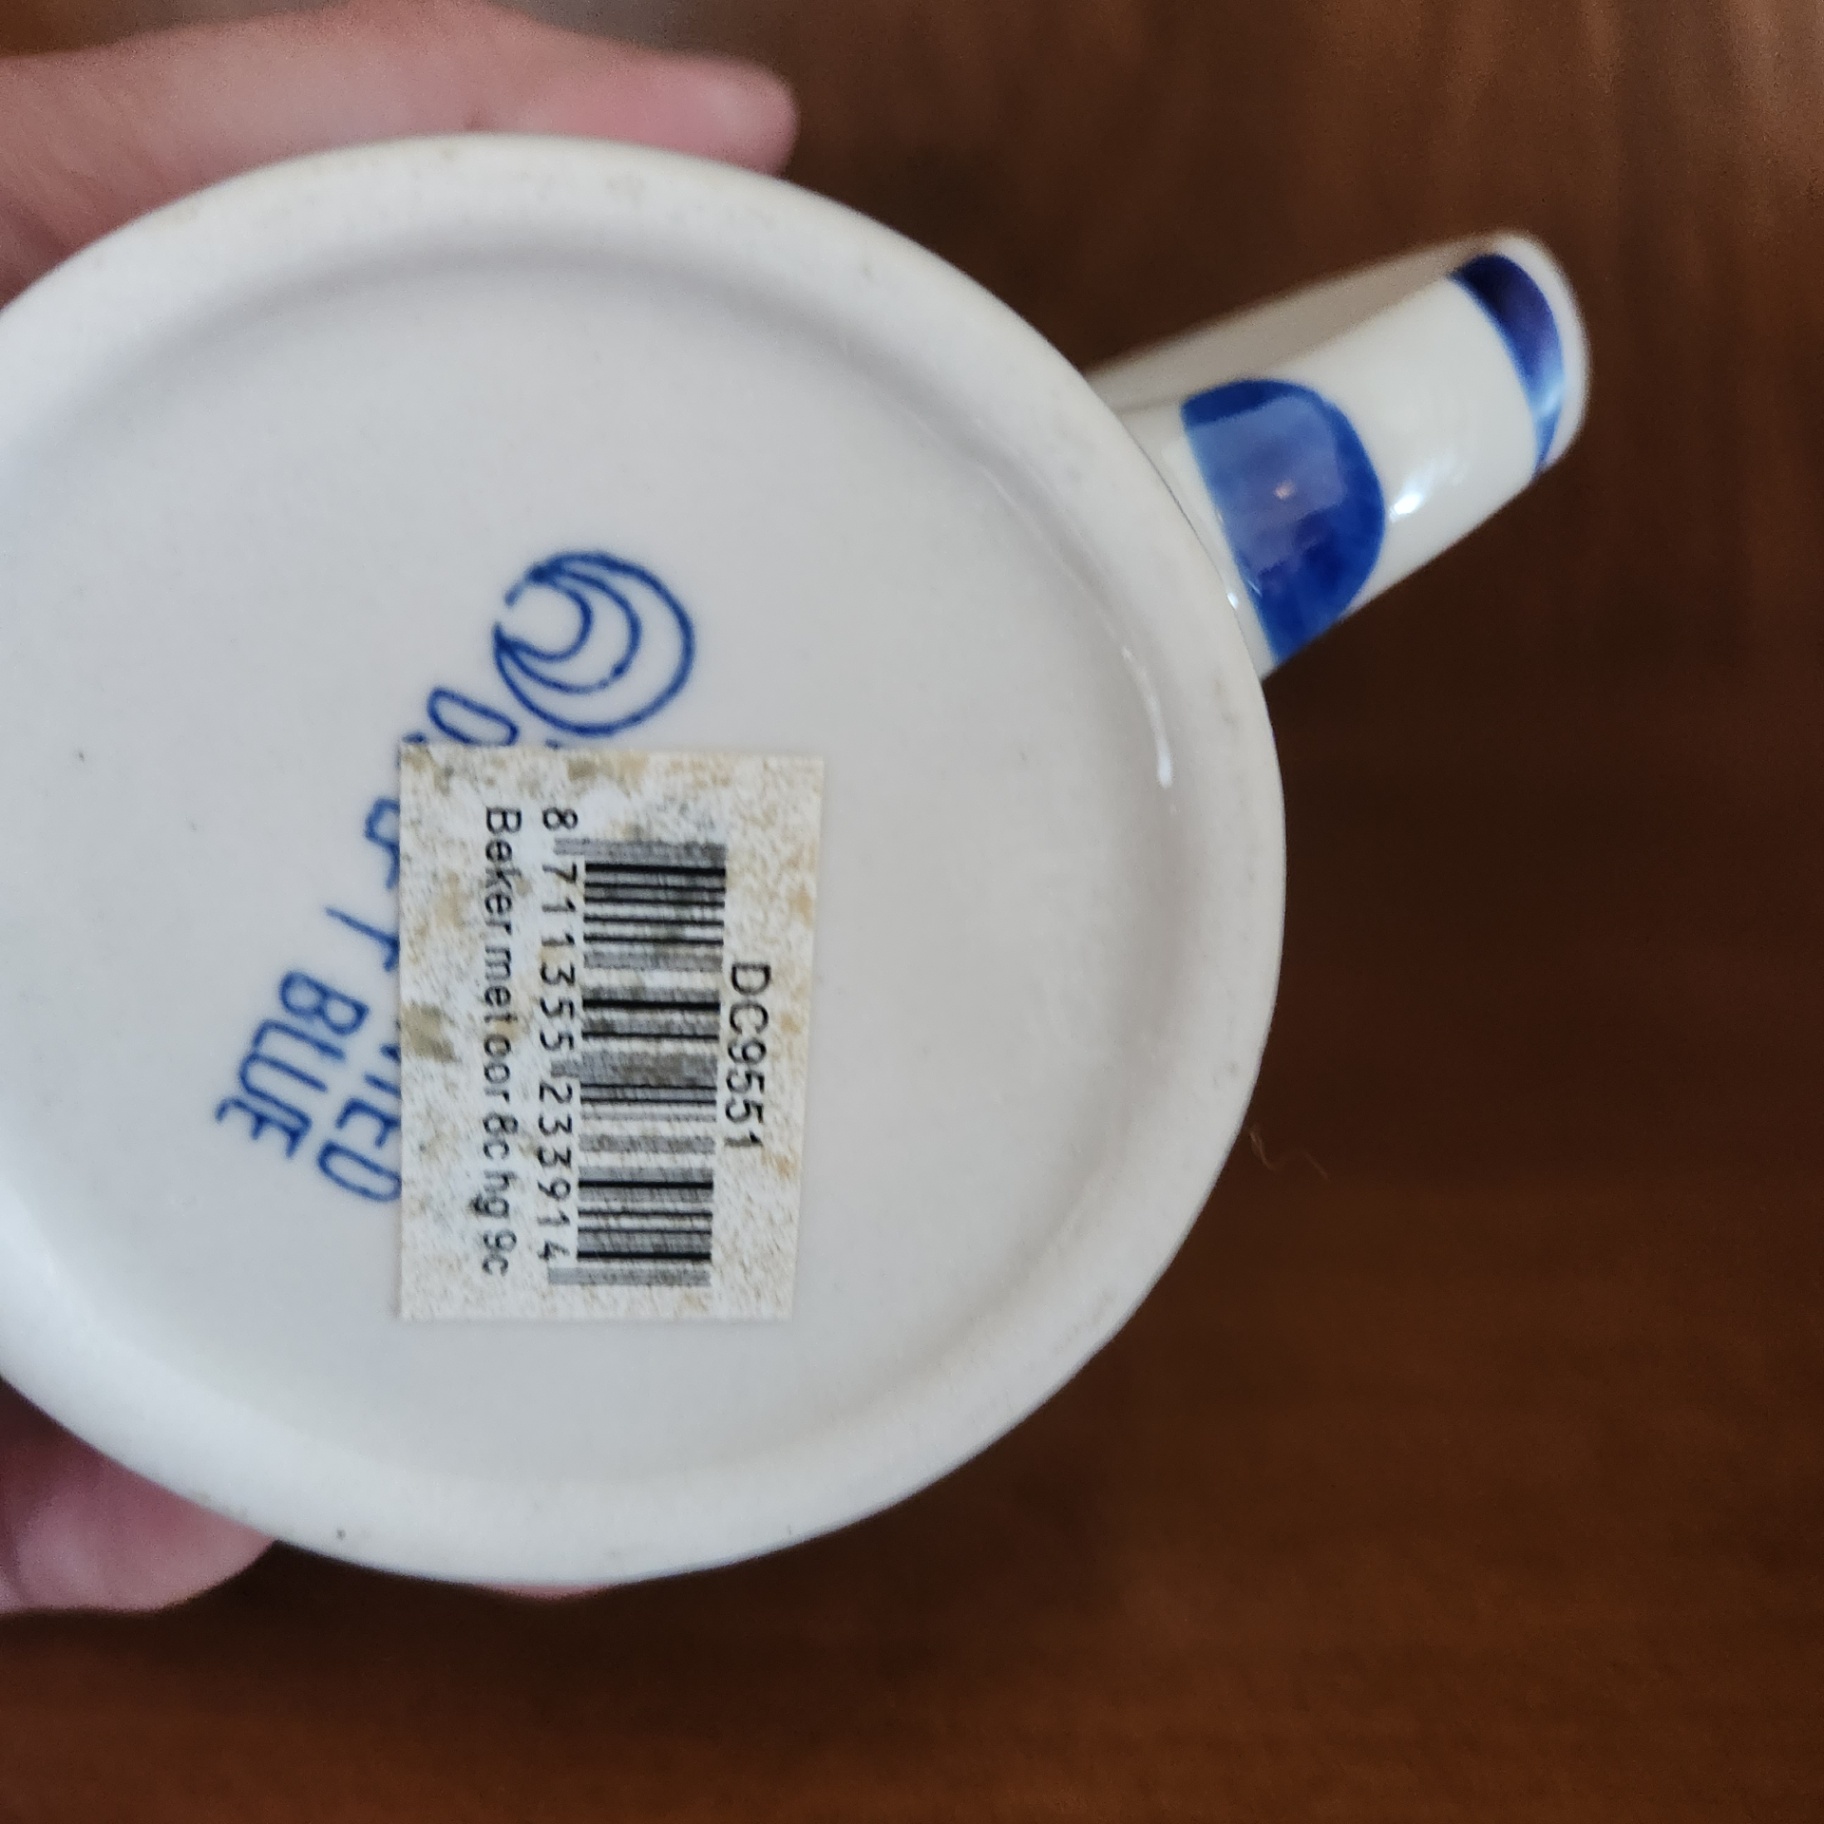 DC9551
8 711355 233914
Beker met oor 8c hg 9c
BLUE